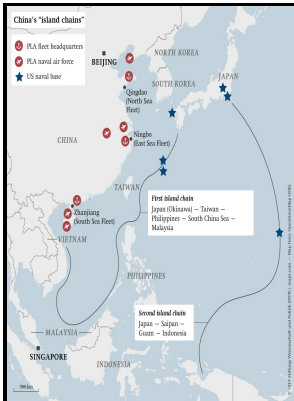 China's "island chains"
PLA fleet headquarters
PLA naval air force
US naval base
BEIJING
NORTH KOREA
SOUTH KOREA
JAPAN
Qingdao
(North Sea
Fleet)
CHINA
Ningbo
(East Sea Fleet)
TAIWAN
Zhanjiang
(South Sea Fleet)
VIETNAM
First island chain
Japan (Okinawa) – Taiwan –
Philippines – South China Sea –
Malaysia
PHILIPPINES
Second island chain
Japan – Saipan –
Guam – Indonesia
MALAYSIA
SINGAPORE
INDONESIA
500 km